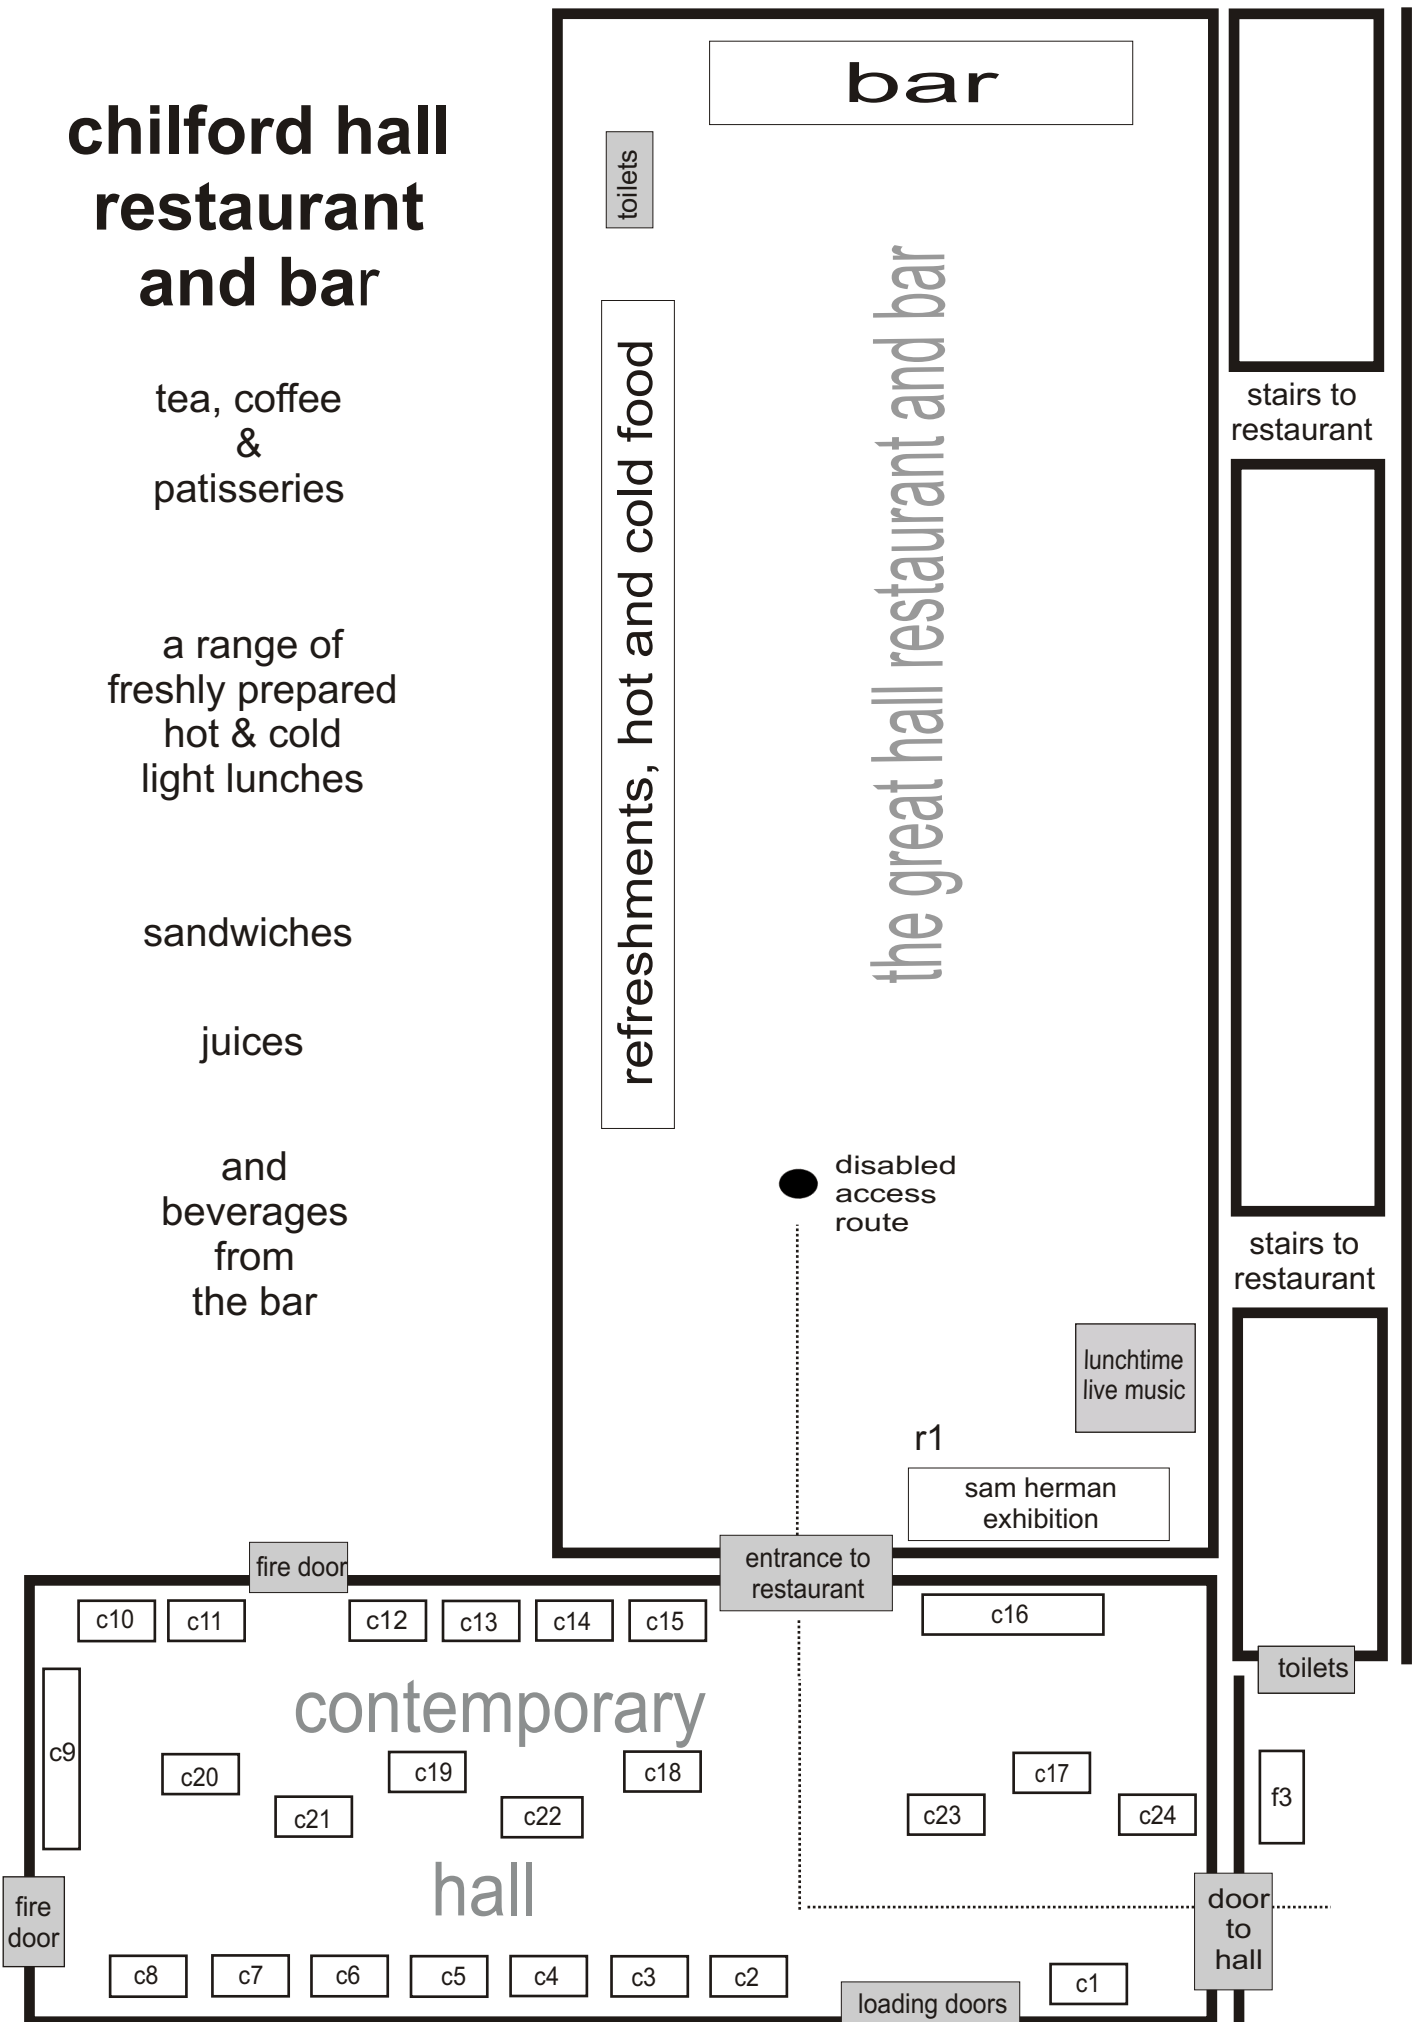 chilford hall
restaurant
and bar
tea, coffee
&
patisseries
a range of
freshly prepared
hot & cold
light lunches
sandwiches
juices
and
beverages
from
the bar
bar
toilets
refreshments, hot and cold food
the great hall restaurant and bar
stairs to
restaurant
disabled
access
route
stairs to
restaurant
lunchtime
live music
r1
sam herman
exhibition
entrance to
restaurant
fire door
c10
c11
c12
c13
c14
c15
c16
toilets
contemporary
c9
c20
c19
c18
c17
c21
c22
c23
c24
f3
hall
fire
door
door
to
hall
c8
c7
c6
c5
c4
c3
c2
c1
loading doors